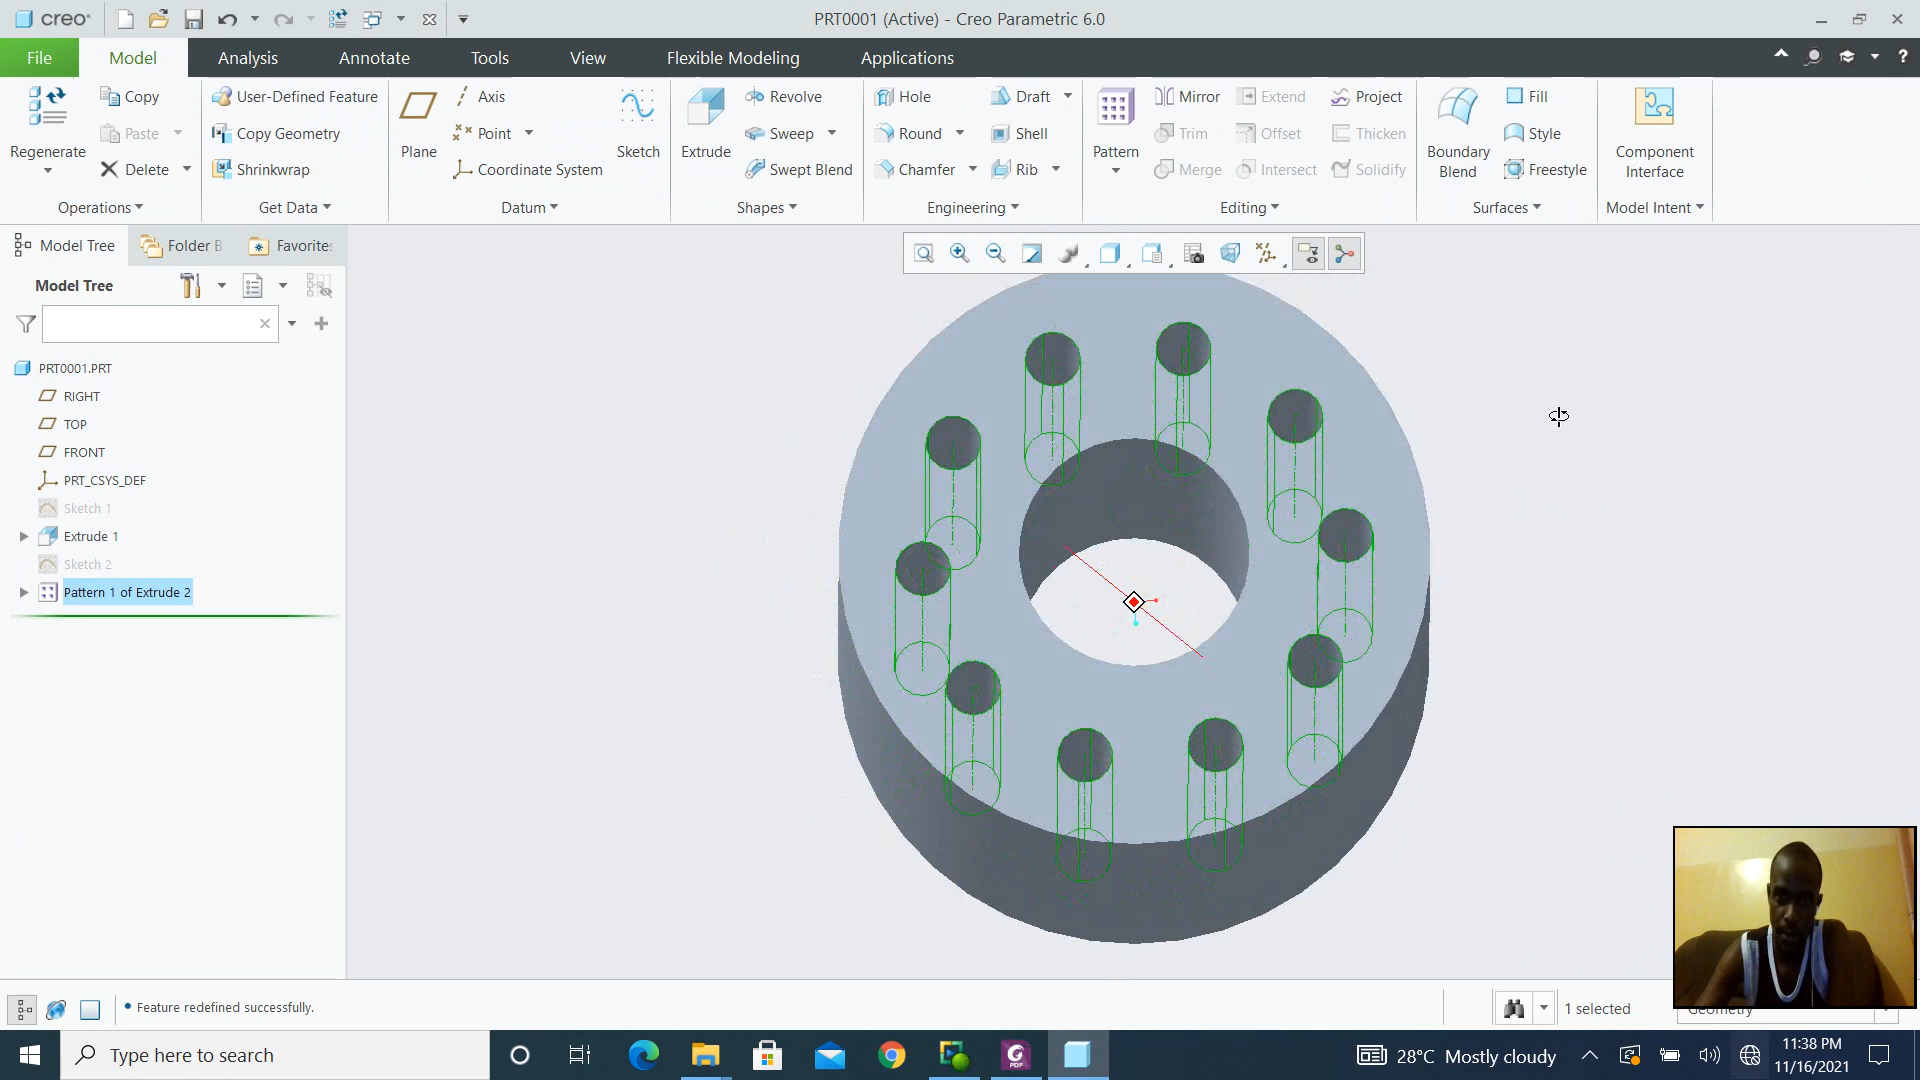 creo
PRT0001 (Active) - Creo Parametric 6.0
File Model Analysis Annotate Tools View Flexible Modeling Applications
Regenerate
Copy
Paste
Delete
Operations
User-Defined Feature
Copy Geometry
Shrinkwrap
Get Data
Plane
Axis
Point
Coordinate System
Sketch
Datum
Extrude
Revolve
Sweep
Swept Blend
Shapes
Hole
Round
Chamfer
Draft
Shell
Rib
Engineering
Pattern
Mirror
Trim
Merge
Extend
Offset
Intersect
Project
Thicken
Solidify
Editing
Boundary
Blend
Fill
Style
Freestyle
Surfaces
Component
Interface
Model Intent
Model Tree Folder B Favorite
Model Tree
PRT0001.PRT
RIGHT
TOP
FRONT
PRT_CSYS_DEF
Sketch 1
Extrude 1
Sketch 2
Pattern 1 of Extrude 2
Feature redefined successfully.
1 selected
Geometry
Type here to search
PDF
28°C Mostly cloudy
11:38 PM
11/16/2021